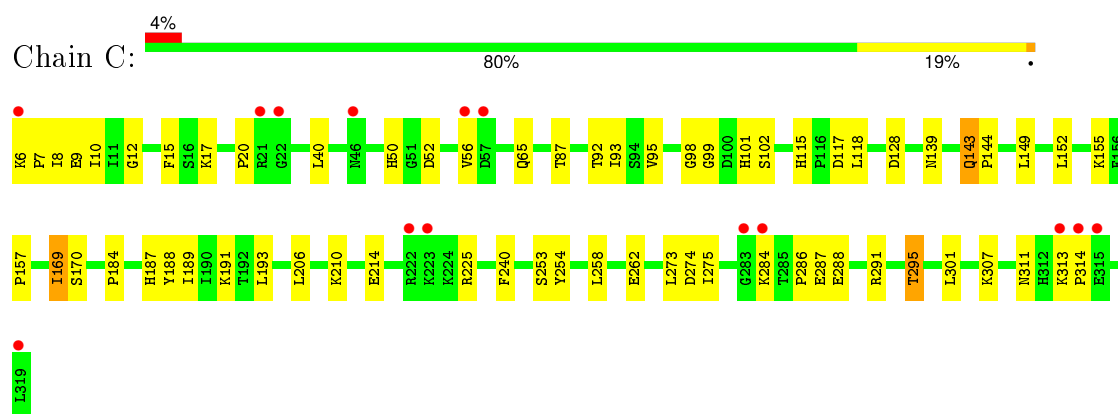 4%
Chain C:
80% 19% •
K6 P7 I8 E9 I10 I11 G12 F15 S16 K17 P20 R21 G22 L40 N46 H50 G51 D52 V56 D57 Q65 T87 T92 I93 S94 V95 G98 G99 D100 H101 S102 H115 P116 D117 L118 D128 N139 Q143 P144 L149 L152 K155 E156
P157 I169 S170 P184 H187 Y188 I189 I190 K191 T192 L193 L206 K210 E214 R222 K223 K224 R225 F240 S253 Y254 L258 E262 L273 D274 I275 G283 K284 T285 P286 E287 E288 R291 T295 L301 K307 N311 H312 K313 P314 E315
L319